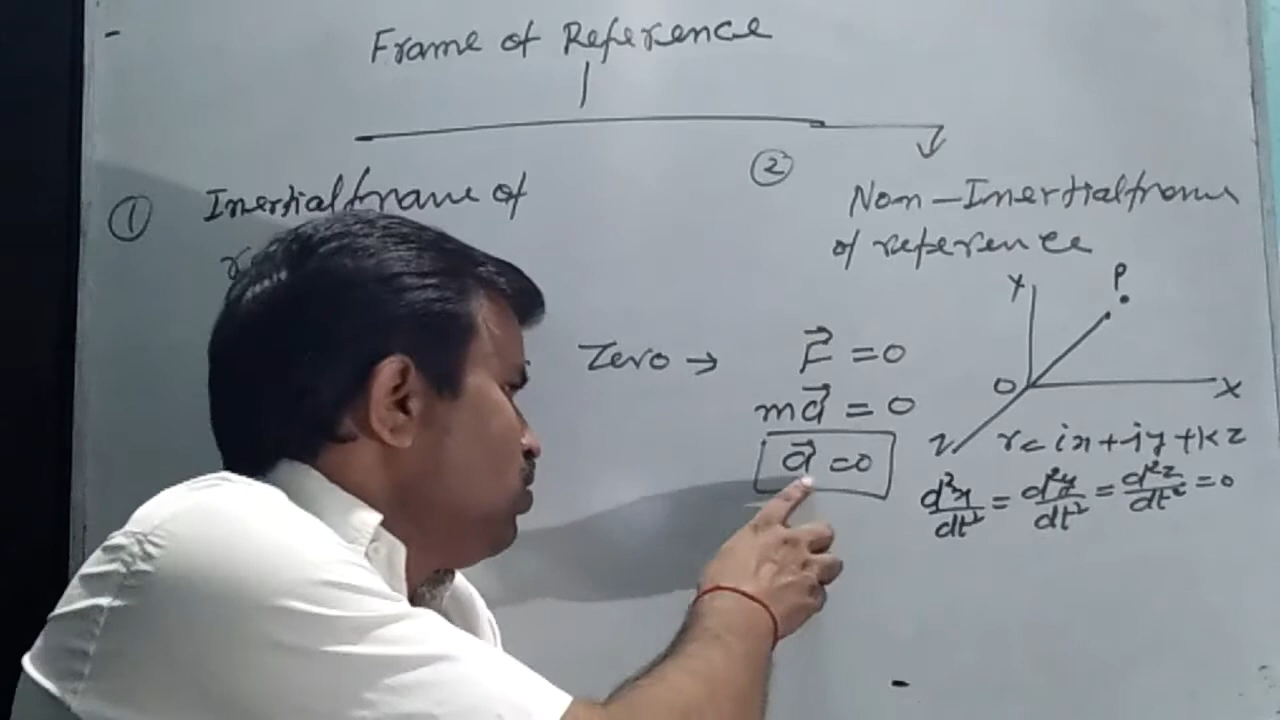 Frame of Reference
① Inertial frame of
② Non-Inertial frame
of reference
Zero → F⃗ = 0
ma⃗ = 0
a⃗ = 0
Y
P
O
X
Z
r = ix + jy + kz
d²x/dt² = d²y/dt² = d²z/dt² = 0